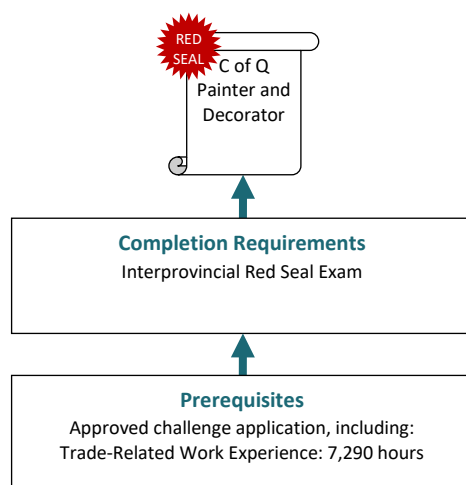 RED
SEAL
C of Q
Painter and
Decorator
Completion Requirements
Interprovincial Red Seal Exam
Prerequisites
Approved challenge application, including:
Trade-Related Work Experience: 7,290 hours